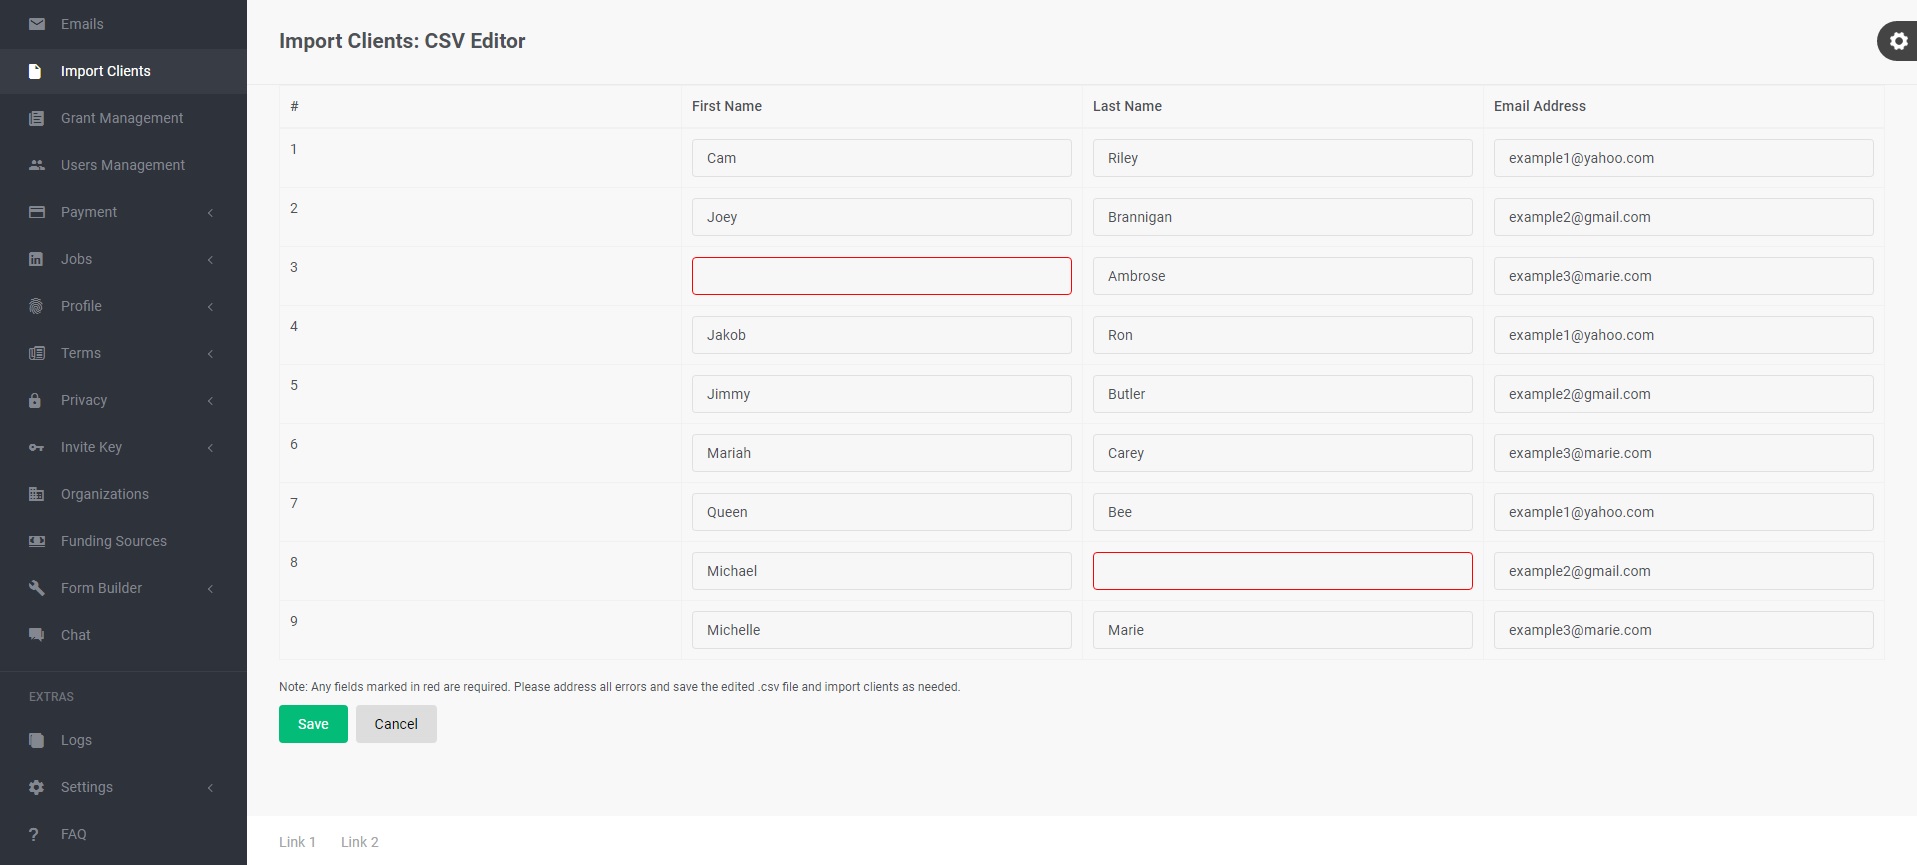 Emails
Import Clients
Grant Management
Users Management
Payment
Jobs
Profile
Terms
Privacy
Invite Key
Organizations
Funding Sources
Form Builder
Chat
EXTRAS
Logs
Settings
? FAQ
Import Clients: CSV Editor
# First Name Last Name Email Address
1 Cam Riley example1@yahoo.com
2 Joey Brannigan example2@gmail.com
3 Ambrose example3@marie.com
4 Jakob Ron example1@yahoo.com
5 Jimmy Butler example2@gmail.com
6 Mariah Carey example3@marie.com
7 Queen Bee example1@yahoo.com
8 Michael example2@gmail.com
9 Michelle Marie example3@marie.com
Note: Any fields marked in red are required. Please address all errors and save the edited .csv file and import clients as needed.
Save Cancel
Link 1 Link 2